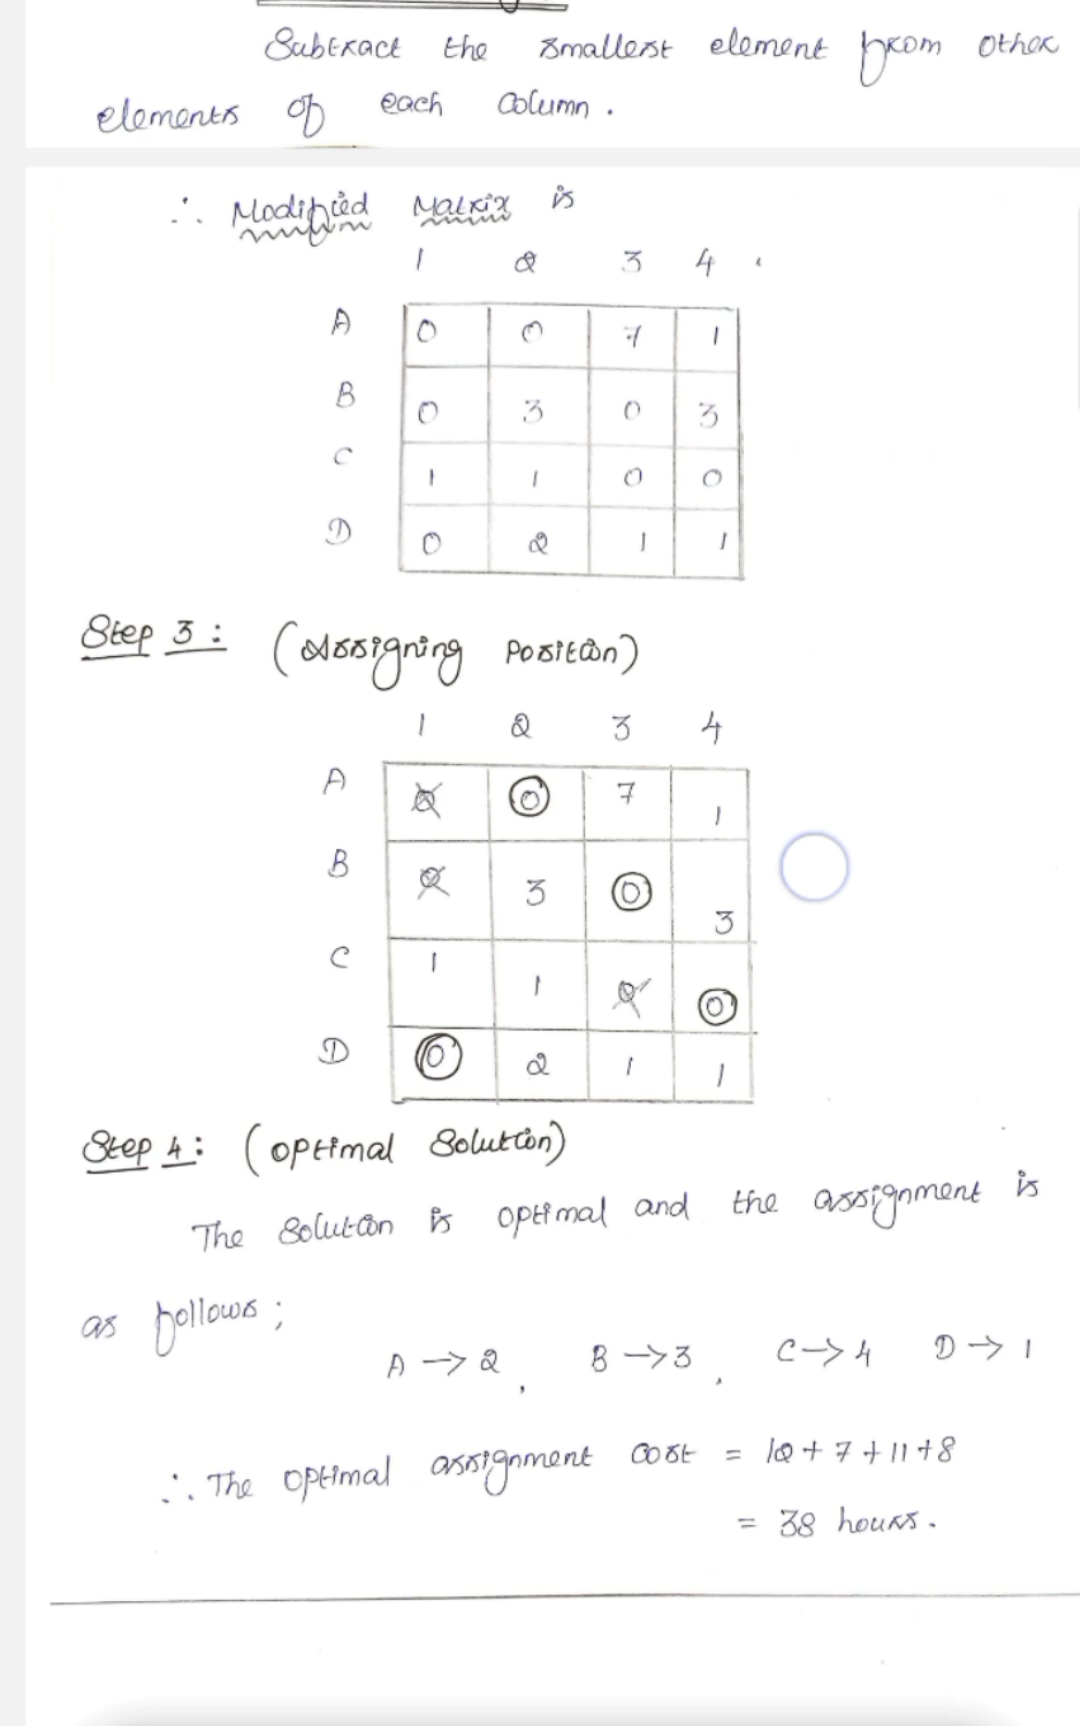 Subtract the smallest element from other
elements of each column.
∴ Modified Matrix is
1 2 3 4
A 0 0 7 1
B 0 3 0 3
C 1 1 0 0
D 0 2 1 1
Step 3: (Assigning Position)
1 2 3 4
A 0 0 7 1
B 0 3 0 3
C 1 1 0 0
D 0 2 1 1
Step 4: (optimal Solution)
The Solution is optimal and the assignment is
as follows;
A → 2, B → 3, C → 4 D → 1
∴ The optimal assignment cost = 12 + 7 + 11 + 8
= 38 hours.